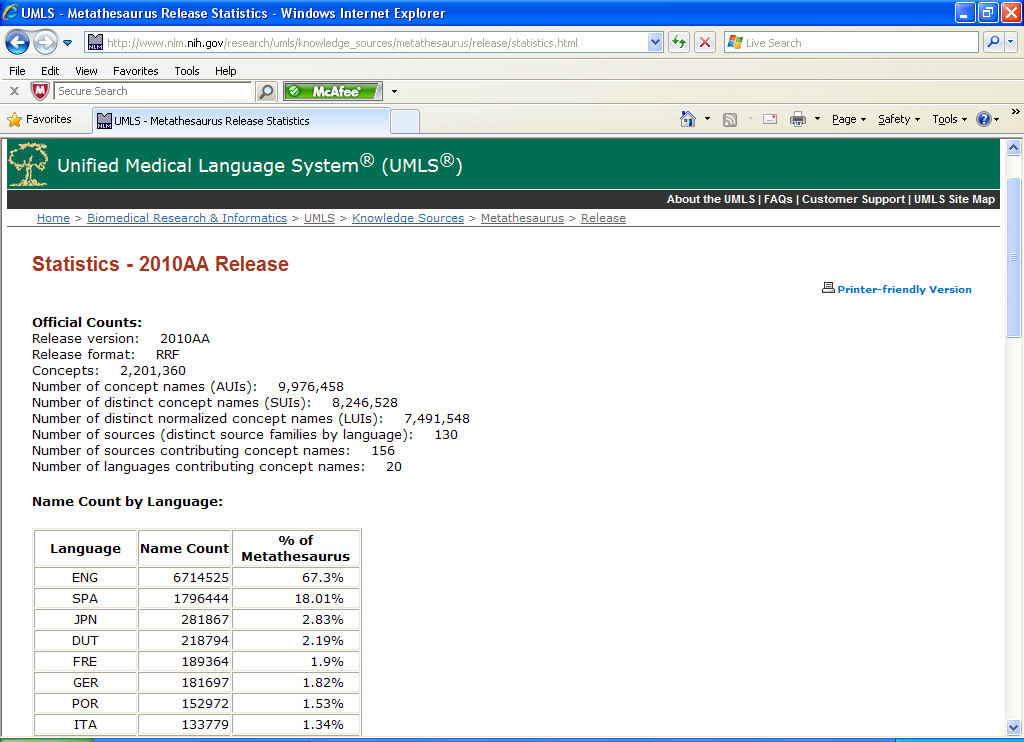 UMLS - Metathesaurus Release Statistics - Windows Internet Explorer
http://www.nlm.nih.gov/research/umls/knowledge_sources/metathesaurus/release/statistics.html
Live Search
File Edit View Favorites Tools Help
Secure Search McAfee
Favorites UMLS - Metathesaurus Release Statistics Page Safety Tools »
Unified Medical Language System® (UMLS®)
About the UMLS | FAQs | Customer Support | UMLS Site Map
Home > Biomedical Research & Informatics > UMLS > Knowledge Sources > Metathesaurus > Release
Statistics - 2010AA Release
Printer-friendly Version
Official Counts:
Release version: 2010AA
Release format: RRF
Concepts: 2,201,360
Number of concept names (AUIs): 9,976,458
Number of distinct concept names (SUIs): 8,246,528
Number of distinct normalized concept names (LUIs): 7,491,548
Number of sources (distinct source families by language): 130
Number of sources contributing concept names: 156
Number of languages contributing concept names: 20
Name Count by Language:
Language Name Count % of Metathesaurus
ENG 6714525 67.3%
SPA 1796444 18.01%
JPN 281867 2.83%
DUT 218794 2.19%
FRE 189364 1.9%
GER 181697 1.82%
POR 152972 1.53%
ITA 133779 1.34%